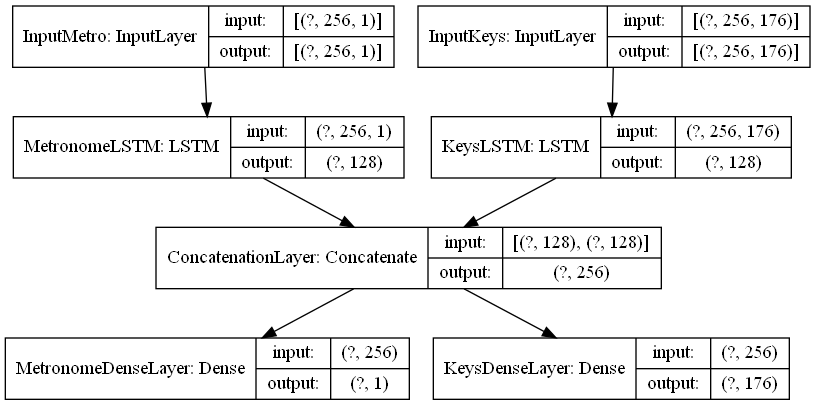 InputMetro: InputLayer
input: [(?, 256, 1)]
output: [(?, 256, 1)]
InputKeys: InputLayer
input: [(?, 256, 176)]
output: [(?, 256, 176)]
MetronomeLSTM: LSTM
input: (?, 256, 1)
output: (?, 128)
KeysLSTM: LSTM
input: (?, 256, 176)
output: (?, 128)
ConcatenationLayer: Concatenate
input: [(?, 128), (?, 128)]
output: (?, 256)
MetronomeDenseLayer: Dense
input: (?, 256)
output: (?, 1)
KeysDenseLayer: Dense
input: (?, 256)
output: (?, 176)